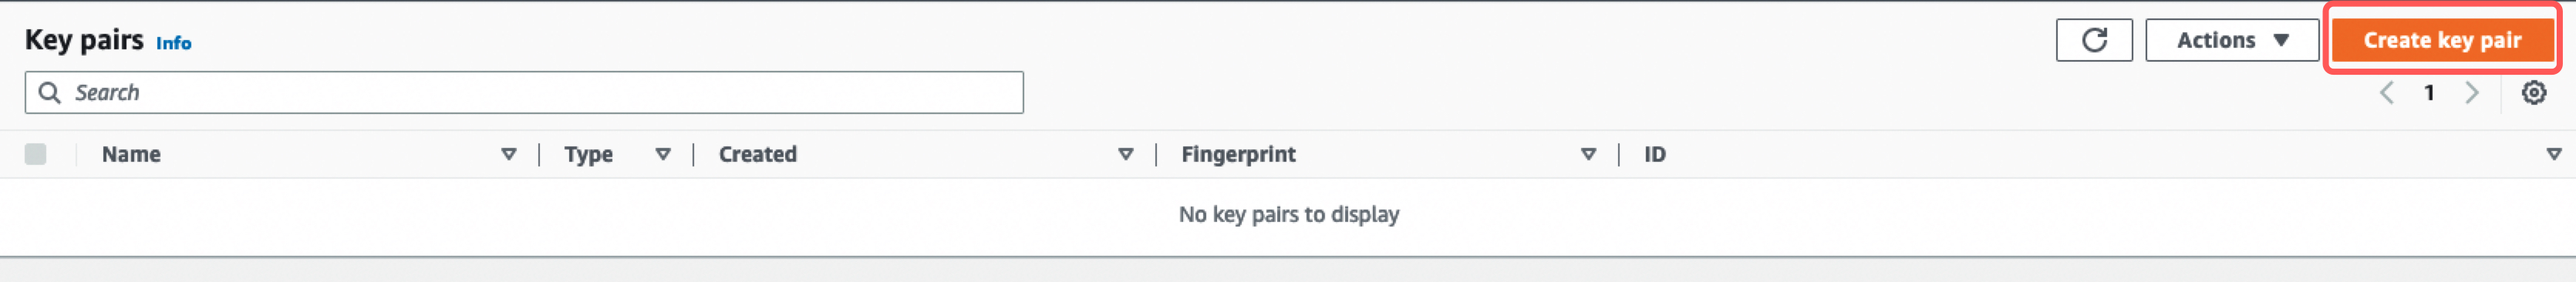 Key pairs Info
Actions
Create key pair
Search
1
Name Type Created Fingerprint ID
No key pairs to display